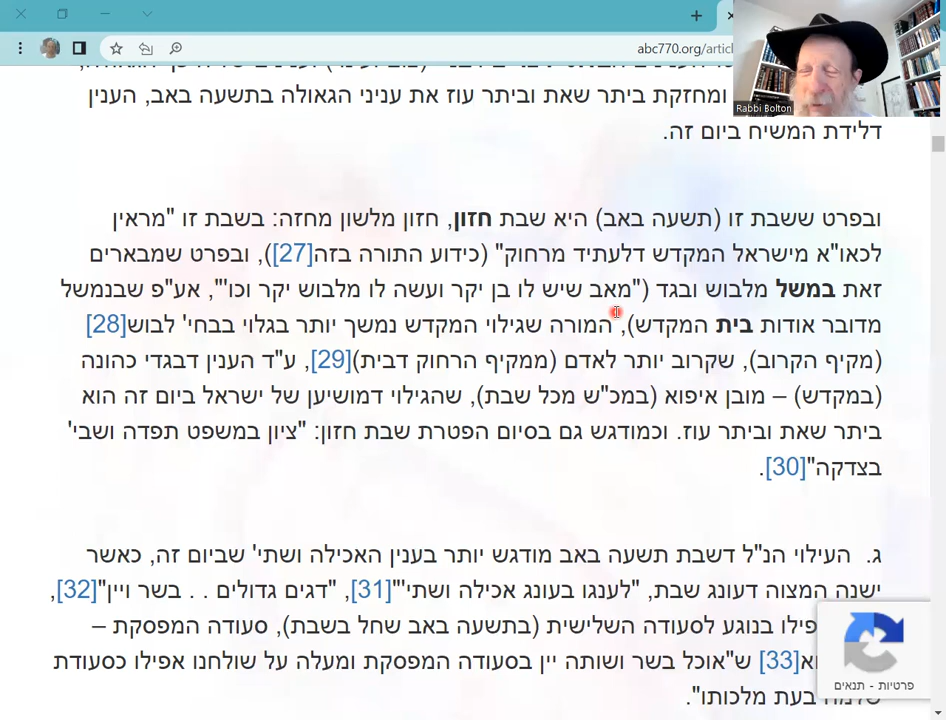 abc770.org/artic
Rabbi Bolton
ומחזקת ביתר שאת וביתר עוז את עניני הגאולה בתשעה באב, הענין
דלידת המשיח ביום זה.
ובפרט ששבת זו (תשעה באב) היא שבת חזון, חזון מלשון מחזה: בשבת זו "מראין
לכאו"א מישראל המקדש דלעתיד מרחוק" (כידוע התורה בזה[27]), ובפרט שמבארים
זאת במשל מלבוש ובגד ("מאב שיש לו בן יקר ועשה לו מלבוש יקר וכו'", אע"פ שבנמשל
מדובר אודות בית המקדש), המורה שגילוי המקדש נמשך יותר בגלוי בבחי' לבוש[28]
(מקיף הקרוב), שקרוב יותר לאדם (ממקיף הרחוק דבית)[29], ע"ד הענין דבגדי כהונה
(במקדש) – מובן איפוא (במכ"ש מכל שבת), שהגילוי דמושיען של ישראל ביום זה הוא
ביתר שאת וביתר עוז. וכמודגש גם בסיום הפטרת שבת חזון: "ציון במשפט תפדה ושבי'
בצדקה"[30].
ג. העילוי הנ"ל דשבת תשעה באב מודגש יותר בענין האכילה ושתי' שביום זה, כאשר
ישנה המצוה דעונג שבת, "לענגו בעונג אכילה ושתי'"[31], "דגים גדולים . . בשר ויין"[32],
פילו בנוגע לסעודה השלישית (בתשעה באב שחל בשבת), סעודה המפסקת –
[33] ש"אוכל בשר ושותה יין בסעודה המפסקת ומעלה על שולחנו אפילו כסעודת
שלמה בעת מלכותו".
פרטיות - תנאים